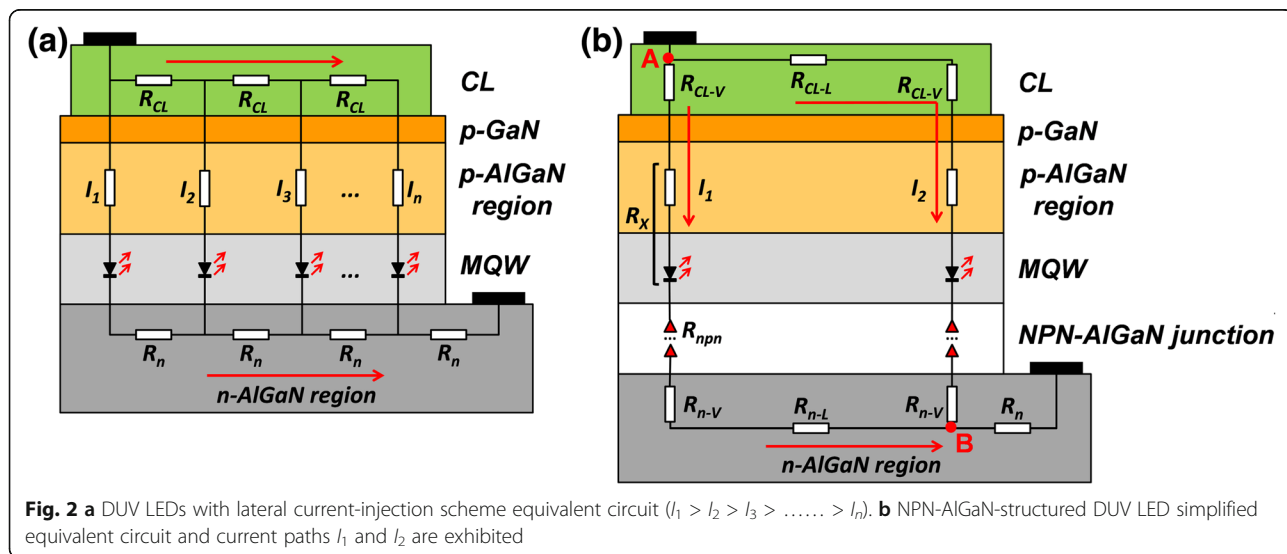 (a)
R_CL R_CL R_CL
CL
p-GaN
I_1 I_2 I_3 ... I_n
p-AlGaN
region
...
MQW
R_n R_n R_n R_n
n-AlGaN region
(b)
A
R_CL-V R_CL-L R_CL-V
CL
p-GaN
R_X I_1 I_2
p-AlGaN
region
MQW
... R_npn ...
NPN-AlGaN junction
R_n-V R_n-L R_n-V R_n
B
n-AlGaN region
Fig. 2 a DUV LEDs with lateral current-injection scheme equivalent circuit (I_1 > I_2 > I_3 > ...... > I_n). b NPN-AlGaN-structured DUV LED simplified
equivalent circuit and current paths I_1 and I_2 are exhibited